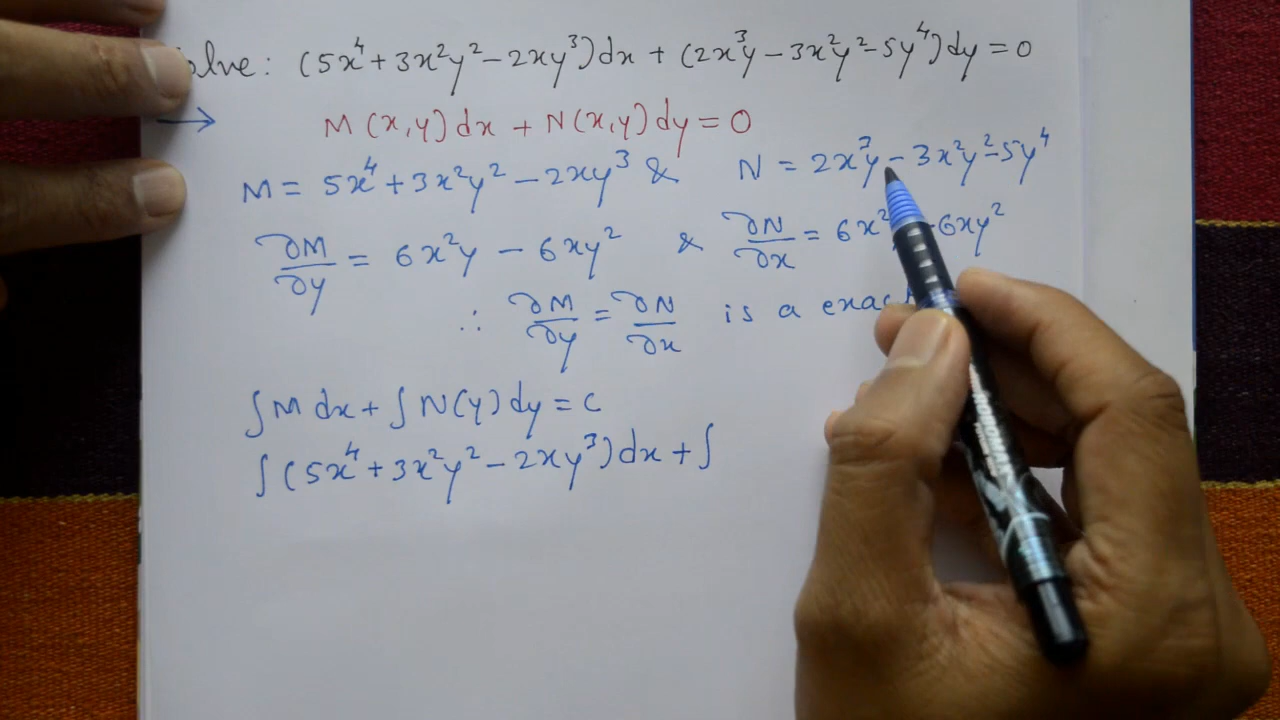 olve: (5x⁴+3x²y²-2xy³)dx + (2x³y-3x²y²-5y⁴)dy=0
→ M(x,y)dx + N(x,y)dy=0
M = 5x⁴+3x²y²-2xy³ & N = 2x³y-3x²y²-5y⁴
∂M/∂y = 6x²y - 6xy² & ∂N/∂x = 6x² -6xy²
∴ ∂M/∂y = ∂N/∂x is a exact
∫M dx + ∫N(y)dy = c
∫(5x⁴+3x²y²-2xy³)dx + ∫